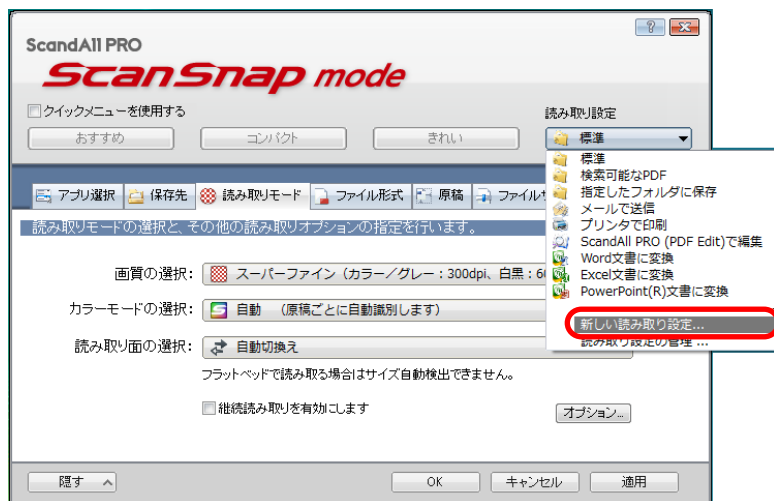 ScandAll PRO
ScanSnap mode
クイックメニューを使用する
読み取り設定
おすすめ
コンパクト
きれい
標準
標準
検索可能なPDF
指定したフォルダに保存
メールで送信
プリンタで印刷
ScandAll PRO (PDF Edit)で編集
Word文書に変換
Excel文書に変換
PowerPoint(R)文書に変換
新しい読み取り設定...
読み取り設定の管理 ...
アプリ選択
保存先
読み取りモード
ファイル形式
原稿
ファイル
読み取りモードの選択と、その他の読み取りオプションの指定を行います。
画質の選択:
スーパーファイン（カラー／グレー：300dpi、白黒：6
カラーモードの選択:
自動 （原稿ごとに自動識別します）
読み取り面の選択:
自動切換え
フラットベッドで読み取る場合はサイズ自動検出できません。
継続読み取りを有効にします
オプション...
隠す
OK
キャンセル
適用